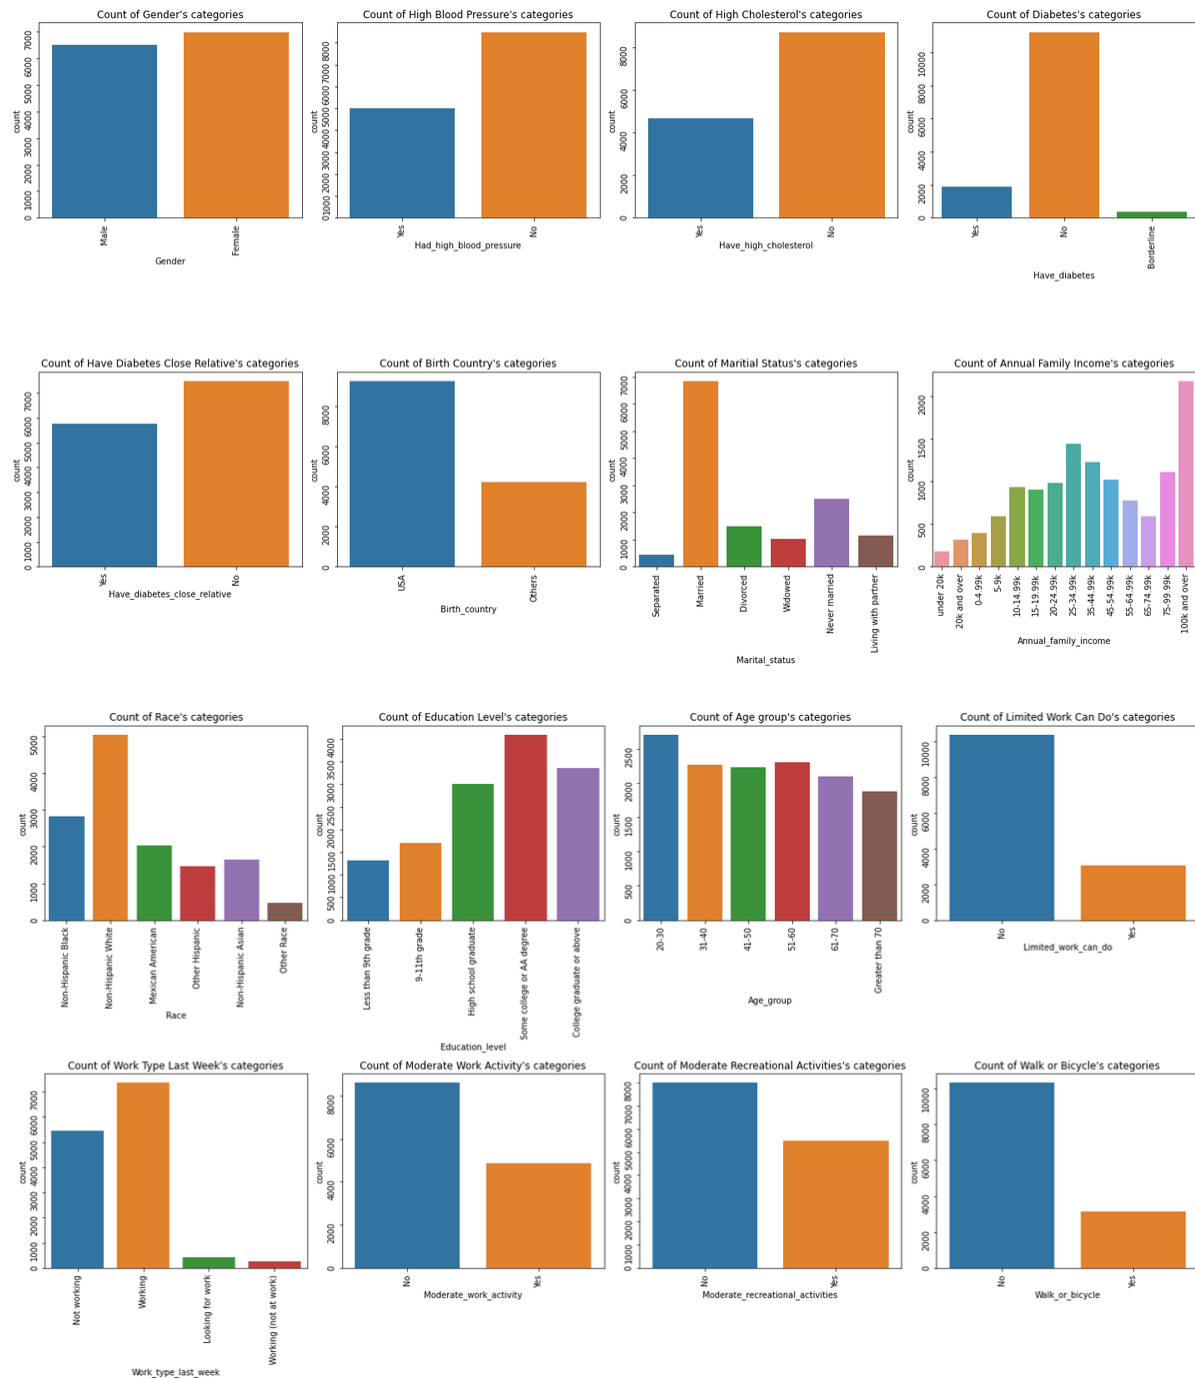 Count of Gender's categories
count
0 1000 2000 3000 4000 5000 6000 7000
Male Female
Gender
Count of High Blood Pressure's categories
count
01000 2000 3000 4000 5000 6000 7000 8000 9000
Yes No
Had_high_blood_pressure
Count of High Cholesterol's categories
count
0 2000 4000 6000 8000
Yes No
Have_high_cholesterol
Count of Diabetes's categories
count
0 2000 4000 6000 8000 10000
Yes No Borderline
Have_diabetes
Count of Have Diabetes Close Relative's categories
count
0 1000 2000 3000 4000 5000 6000 7000
Yes No
Have_diabetes_close_relative
Count of Birth Country's categories
count
0 2000 4000 6000 8000
USA Others
Birth_country
Count of Maritial Status's categories
count
0 1000 2000 3000 4000 5000 6000 7000
Separated Married Divorced Widowed Never married Living with partner
Marital_status
Count of Annual Family Income's categories
count
0 500 1000 1500 2000
under 20k 20k and over 0-4.99k 5-9k 10-14.99k 15-19.99k 20-24.99k 25-34.99k 35-44.99k 45-54.99k 55-64.99k 65-74.99k 75-99.99k 100k and over
Annual_family_income
Count of Race's categories
count
0 1000 2000 3000 4000 5000
Non-Hispanic Black Non-Hispanic White Mexican American Other Hispanic Non-Hispanic Asian Other Race
Race
Count of Education Level's categories
count
0 500 1000 1500 2000 2500 3000 3500 4000
Less than 9th grade 9-11th grade High school graduate Some college or AA degree College graduate or above
Education_level
Count of Age group's categories
count
0 500 1000 1500 2000 2500
20-30 31-40 41-50 51-60 61-70 Greater than 70
Age_group
Count of Limited Work Can Do's categories
count
0 2000 4000 6000 8000 10000
No Yes
Limited_work_can_do
Count of Work Type Last Week's categories
count
0 1000 2000 3000 4000 5000 6000 7000
Not working Working Looking for work Working (not at work)
Work_type_last_week
Count of Moderate Work Activity's categories
count
0 2000 4000 6000 8000
No Yes
Moderate_work_activity
Count of Moderate Recreational Activities's categories
count
0 1000 2000 3000 4000 5000 6000 7000 8000
No Yes
Moderate_recreational_activities
Count of Walk or Bicycle's categories
count
0 2000 4000 6000 8000 10000
No Yes
Walk_or_bicycle